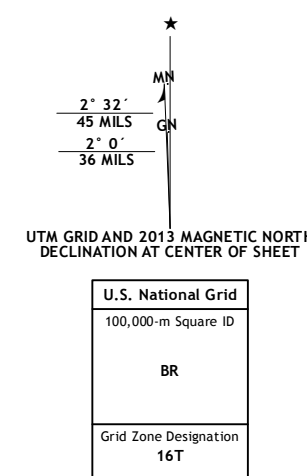 ★
MN
GN
2° 32´
45 MILS
2° 0´
36 MILS
UTM GRID AND 2013 MAGNETIC NORTH
DECLINATION AT CENTER OF SHEET
U.S. National Grid
100,000-m Square ID
BR
Grid Zone Designation
16T